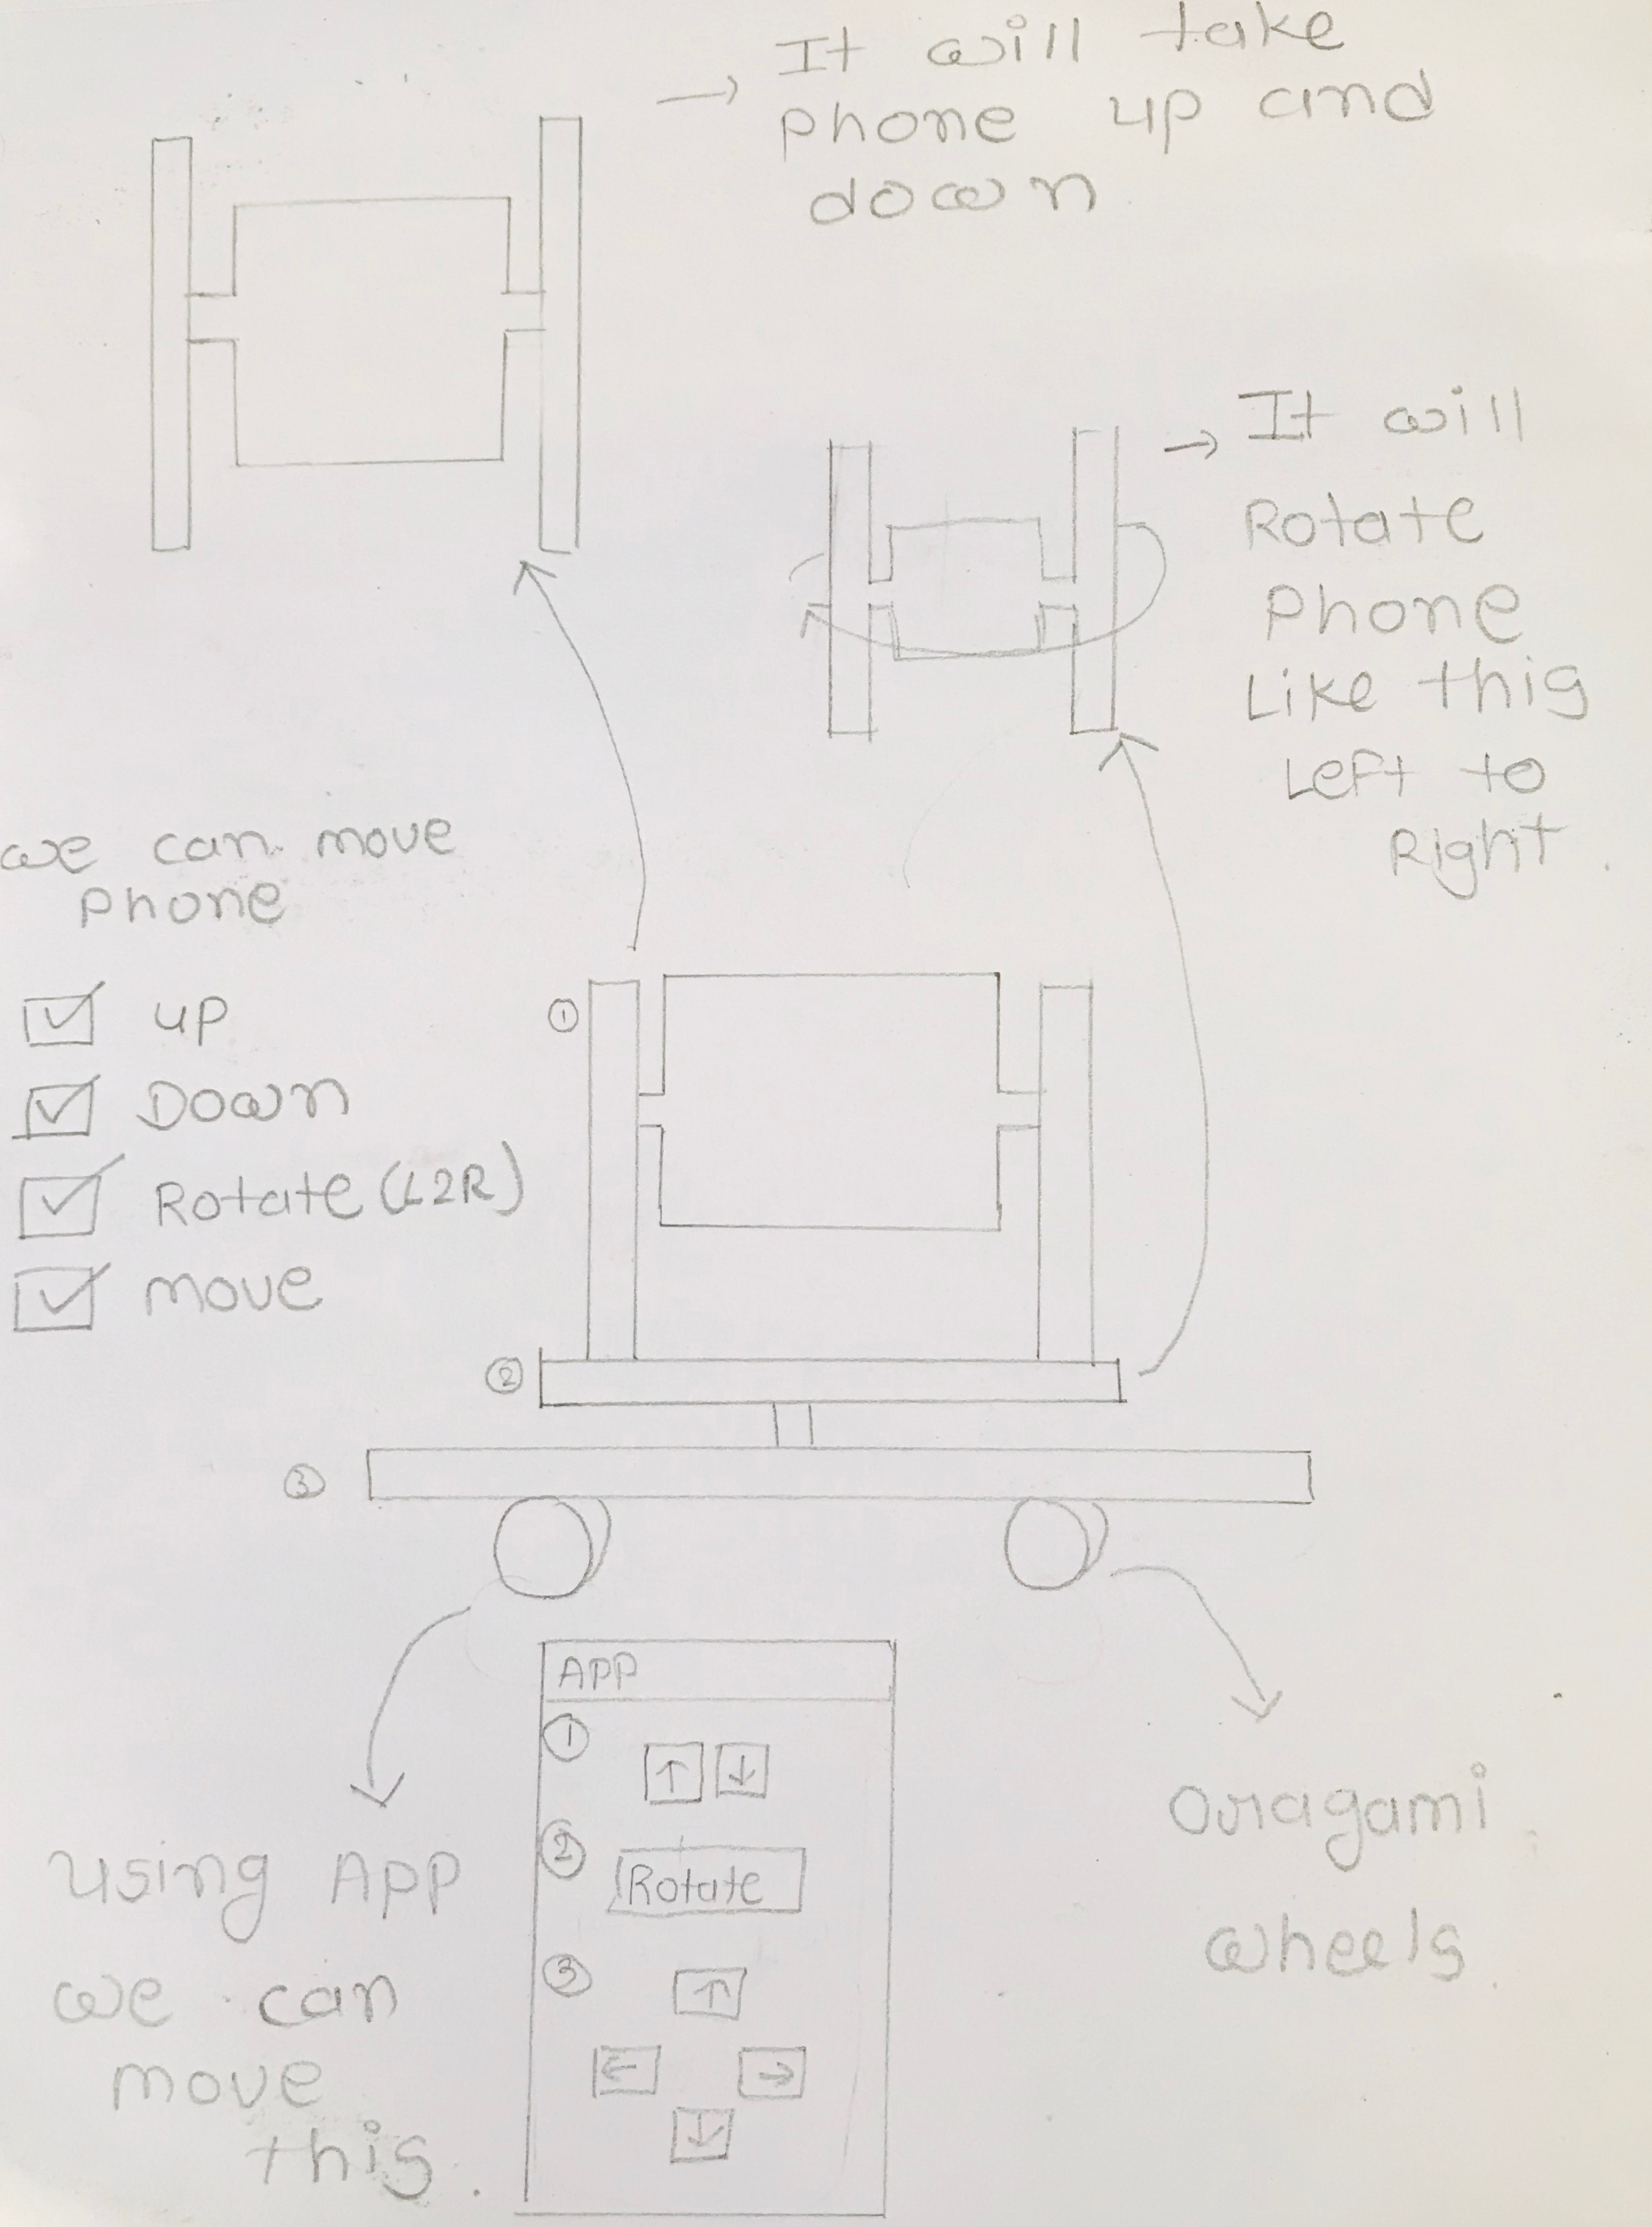 → It will take
phone up and
down
→ It will
Rotate
Phone
Like this
Left to
Right.
we can move
Phone
☑ up
☑ Down
☑ Rotate (L2R)
☑ move
①
②
③
APP
①
↑ ↓
②
Rotate
③
↑
← →
↓
using App
we can
move
this.
Oragami
wheels.